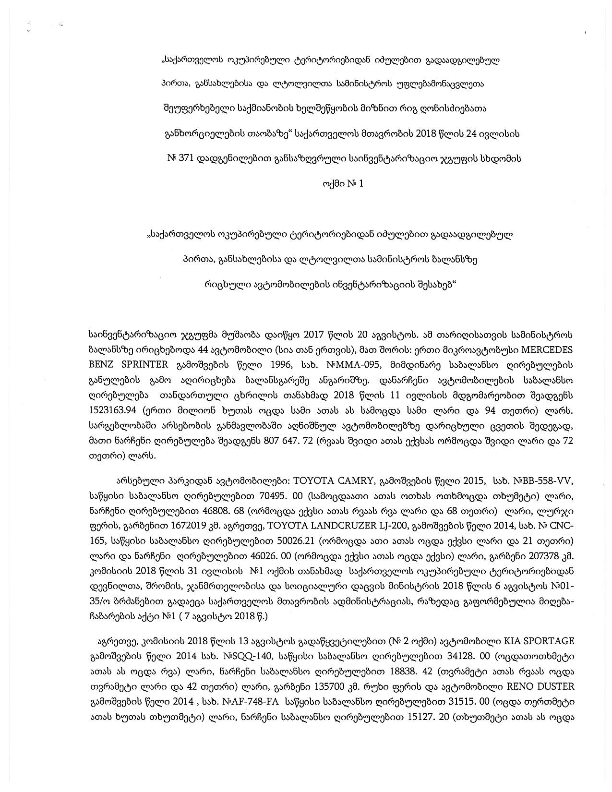 „საქართველოს ოკუპირებული ტერიტორიებიდან იძულებით გადაადგილებულ
პირთა, განსახლებისა და ლტოლვილთა სამინისტროს უფლებამონაცვლეთა
შეუფერხებელი საქმიანობის ხელშეწყობის მიზნით რიგ ღონისძიებათა
განხორციელების თაობაზე“ საქართველოს მთავრობის 2018 წლის 24 ივლისის
№ 371 დადგენილებით განსაზღვრული საინვენტარიზაციო ჯგუფის სხდომის
ოქმი № 1
„საქართველოს ოკუპირებული ტერიტორიებიდან იძულებით გადაადგილებულ
პირთა, განსახლებისა და ლტოლვილთა სამინისტროს ბალანსზე
რიცხული ავტომობილების ინვენტარიზაციის შესახებ“
საინვენტარიზაციო ჯგუფმა მუშაობა დაიწყო 2017 წლის 20 აგვისტოს. ამ თარიღისათვის სამინისტროს
ბალანსზე ირიცხებოდა 44 ავტომობილი (სია თან ერთვის), მათ შორის: ერთი მიკროავტობუსი MERCEDES
BENZ SPRINTER გამოშვების წელი 1996, სახ. №MMA-095, მიმდინარე საბალანსო ღირებულების
განულების გამო აღირიცხება ბალანსგარეშე ანგარიშზე. დანარჩენი ავტომობილების საბალანსო
ღირებულება თანდართული ცხრილის თანახმად 2018 წლის 11 ივლისის მდგომარეობით შეადგენს
1523163.94 (ერთი მილიონ ხუთას ოცდა სამი ათას ას სამოცდა სამი ლარი და 94 თეთრი) ლარს.
სარგებლობაში არსებობის განმავლობაში აღნიშნულ ავტომობილებზე დარიცხული ცვეთის შედეგად,
მათი ნარჩენი ღირებულება შეადგენს 807 647. 72 (რვაას შვიდი ათას ექვსას ორმოცდა შვიდი ლარი და 72
თეთრი) ლარს.
არსებული პარკიდან ავტომობილები: TOYOTA CAMRY, გამოშვების წელი 2015, სახ. №BB-558-VV,
საწყისი საბალანსო ღირებულებით 70495. 00 (სამოცდაათი ათას ოთხას ოთხმოცდა თხუმეტი) ლარი,
ნარჩენი ღირებულებით 46808. 68 (ორმოცდა ექვსი ათას რვაას რვა ლარი და 68 თეთრი) ლარი, ლურჯი
ფერის, გარბენით 1672019 კმ. აგრეთვე, TOYOTA LANDCRUZER LJ-200, გამოშვების წელი 2014, სახ. № CNC-
165, საწყისი საბალანსო ღირებულებით 50026.21 (ორმოცდა ათი ათას ოცდა ექვსი ლარი და 21 თეთრი)
ლარი და ნარჩენი ღირებულებით 46026. 00 (ორმოცდა ექვსი ათას ოცდა ექვსი) ლარი, გარბენი 207378 კმ.
კომისიის 2018 წლის 31 ივლისის №1 ოქმის თანახმად საქართველოს ოკუპირებული ტერიტორიებიდან
დევნილთა, შრომის, ჯანმრთელობისა და სოციალური დაცვის მინისტრის 2018 წლის 6 აგვისტოს №01-
35/ო ბრძანებით გადაეცა საქართველოს მთავრობის ადმინისტრაციას, რაზედაც გაფორმებულია მიღება-
ჩაბარების აქტი №1 ( 7 აგვისტო 2018 წ.)
აგრეთვე, კომისიის 2018 წლის 13 აგვისტოს გადაწყვეტილებით (№ 2 ოქმი) ავტომობილი KIA SPORTAGE
გამოშვების წელი 2014 სახ. №SQQ-140, საწყისი საბალანსო ღირებულებით 34128. 00 (ოცდათოთხმეტი
ათას ას ოცდა რვა) ლარი, ნარჩენი საბალანსო ღირებულებით 18838. 42 (თვრამეტი ათას რვაას ოცდა
თვრამეტი ლარი და 42 თეთრი) ლარი, გარბენი 135700 კმ. რუხი ფერის და ავტომობილი RENO DUSTER
გამოშვების წელი 2014 , სახ. №AF-748-FA საწყისი საბალანსო ღირებულებით 31515. 00 (ოცდა თერთმეტი
ათას ხუთას თხუთმეტი) ლარი, ნარჩენი საბალანსო ღირებულებით 15127. 20 (თხუთმეტი ათას ას ოცდა